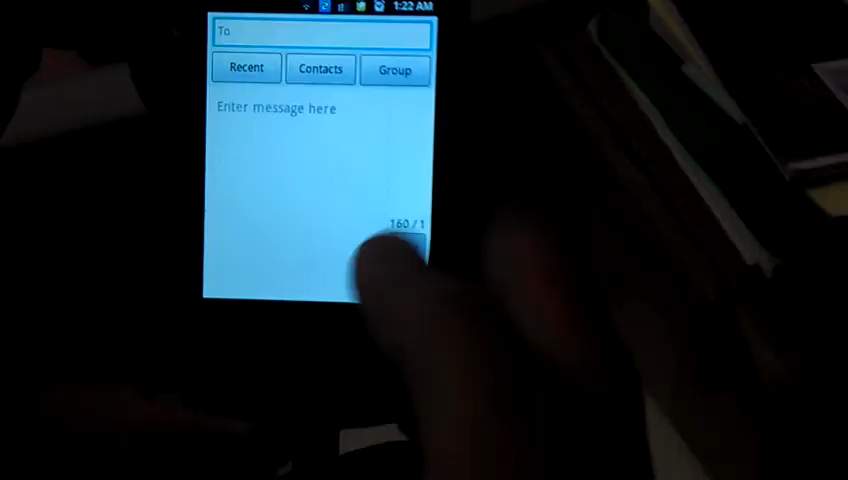 1:22 AM
To
Recent Contacts Group
Enter message here
160 / 1